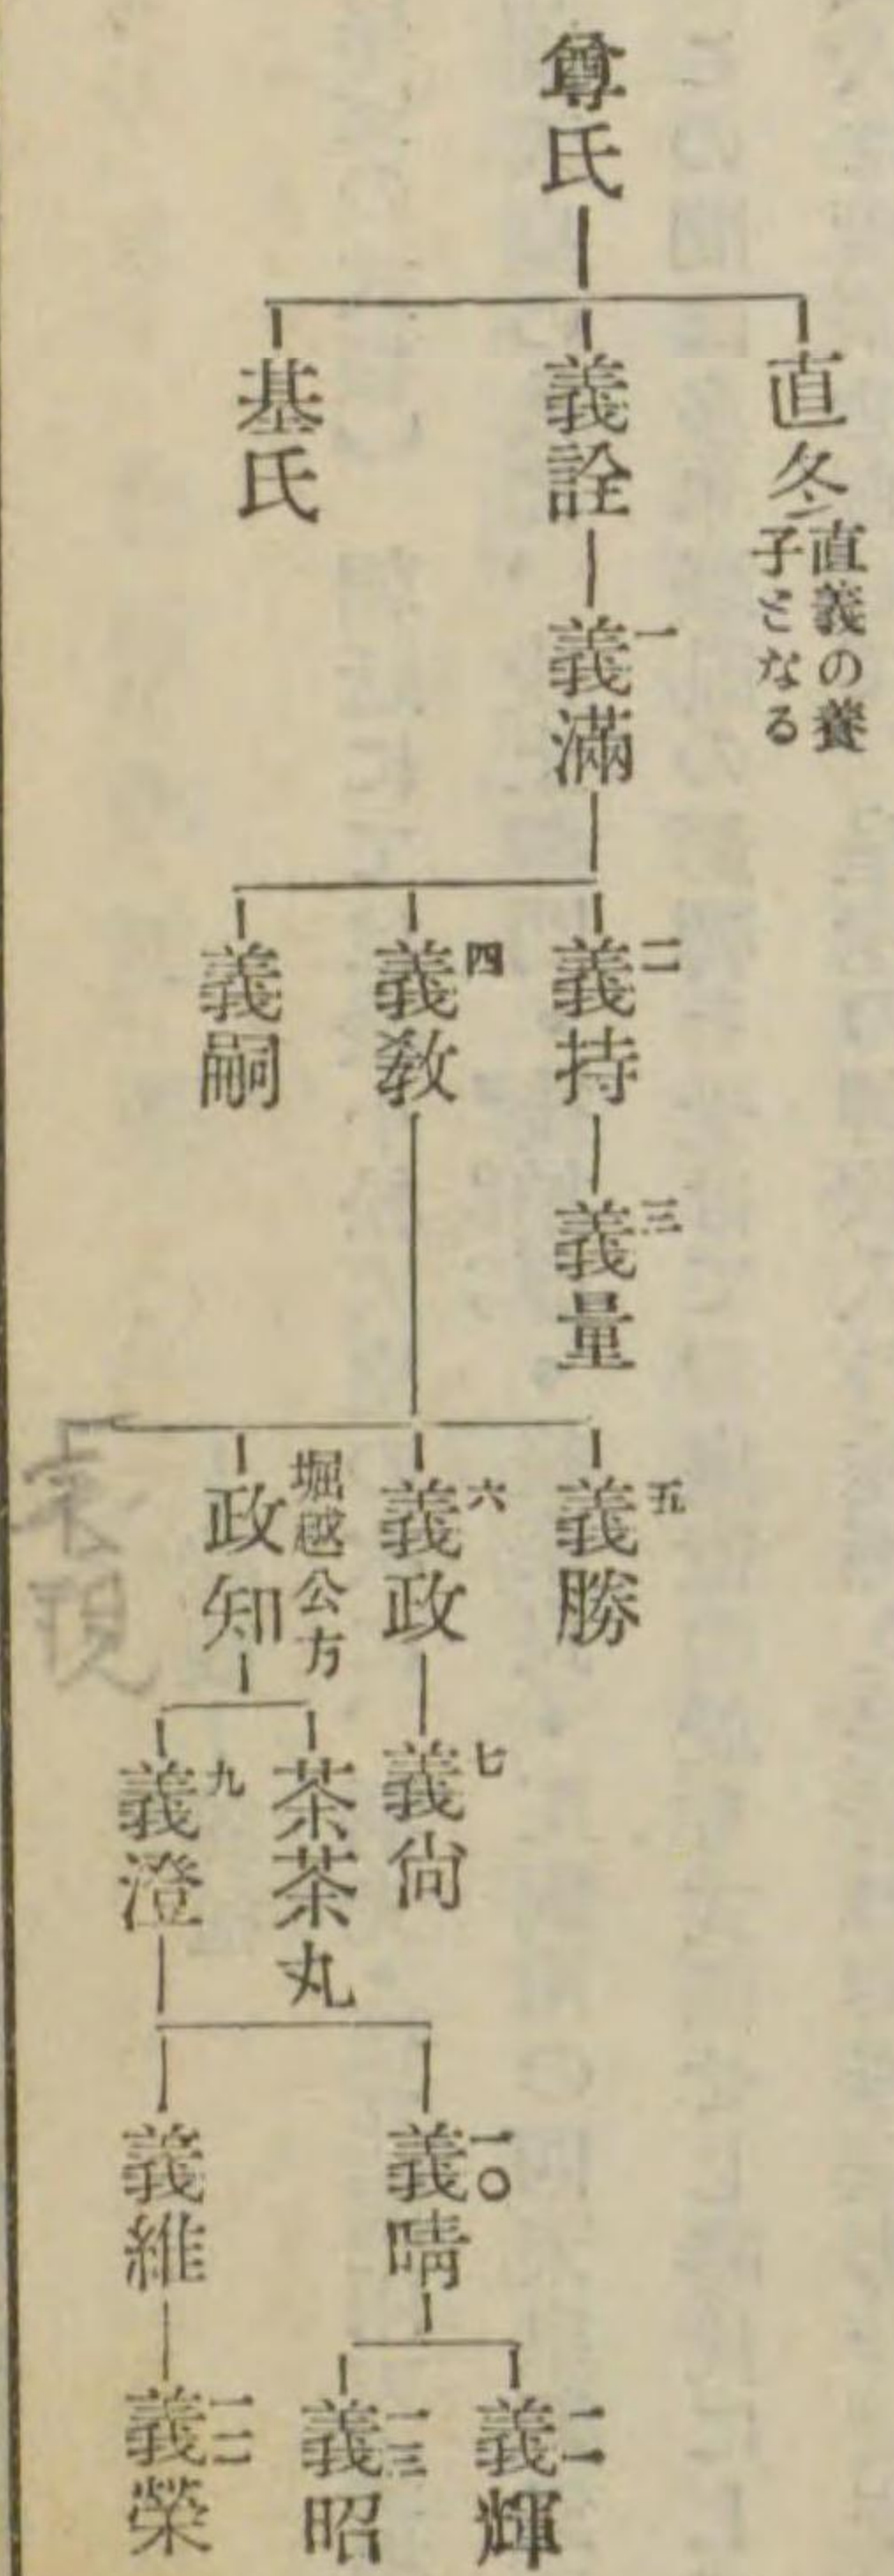 尊氏
直冬
直義の養
子となる
義詮
基氏
一
義滿
二
義持
四
義教
義嗣
三
義量
五
義勝
六
義政
堀越公方
政知
七
義尙
茶茶丸
九
義澄
一〇
義晴
義維
一一
義輝
一三
義昭
一二
義榮